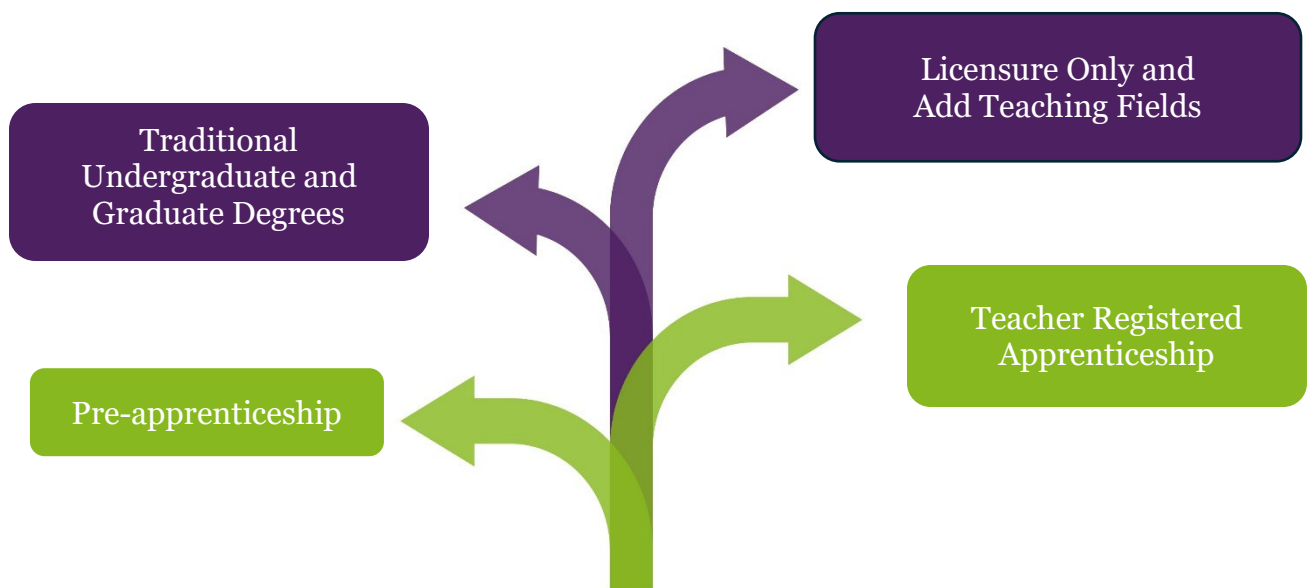 Licensure Only and
Add Teaching Fields
Traditional
Undergraduate and
Graduate Degrees
Teacher Registered
Apprenticeship
Pre-apprenticeship